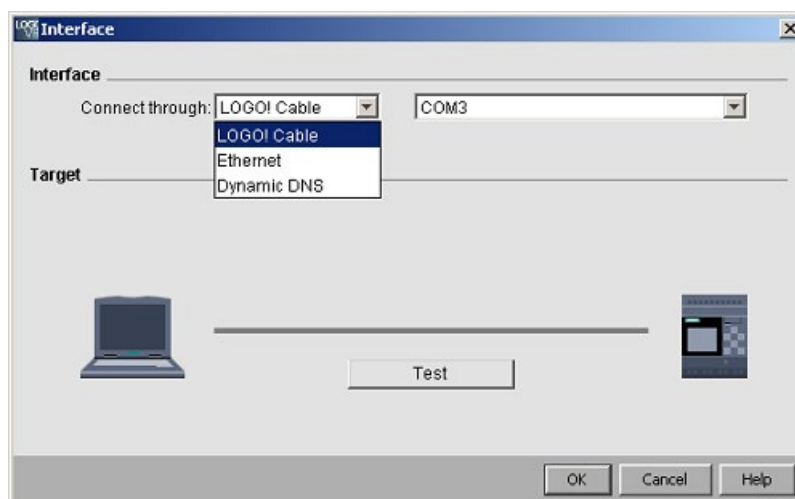 Interface
Interface
Connect through: LOGO! Cable COM3
LOGO! Cable
Ethernet
Dynamic DNS
Target
Test
OK Cancel Help